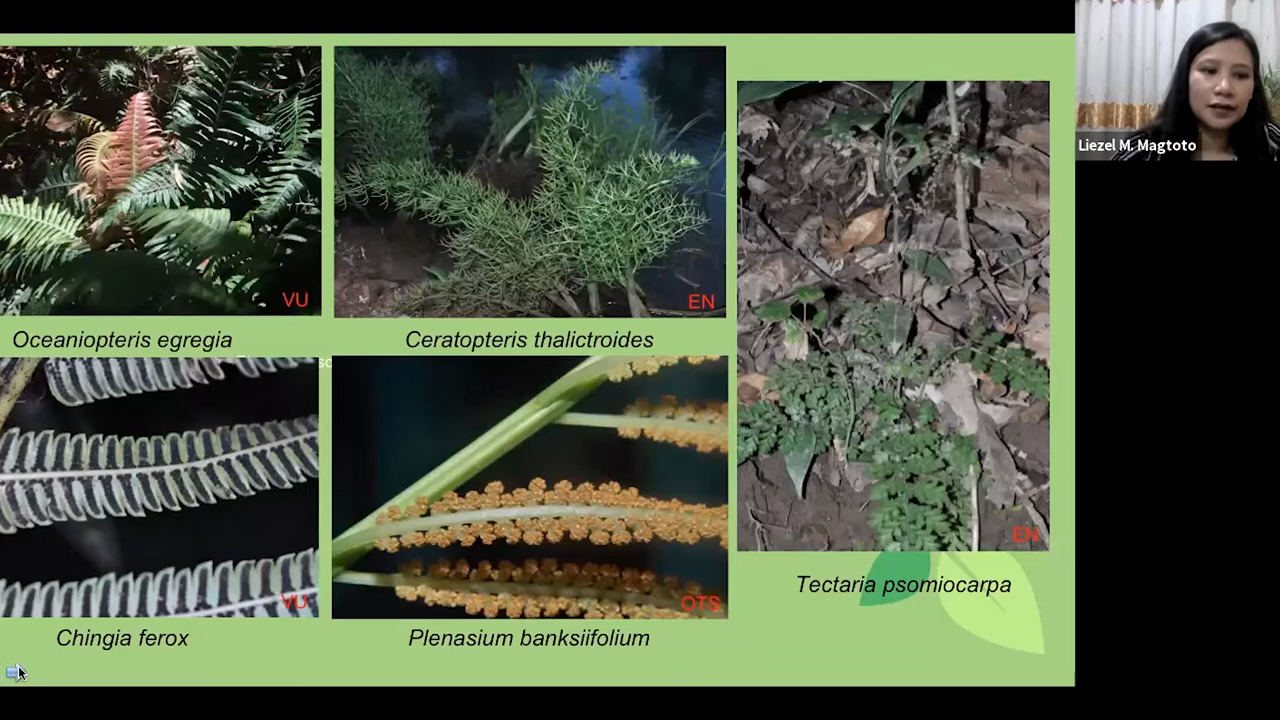 VU
EN
Oceaniopteris egregia
Ceratopteris thalictroides
VU
OTS
EN
Chingia ferox
Plenasium banksiifolium
Tectaria psomiocarpa
Liezel M. Magtoto